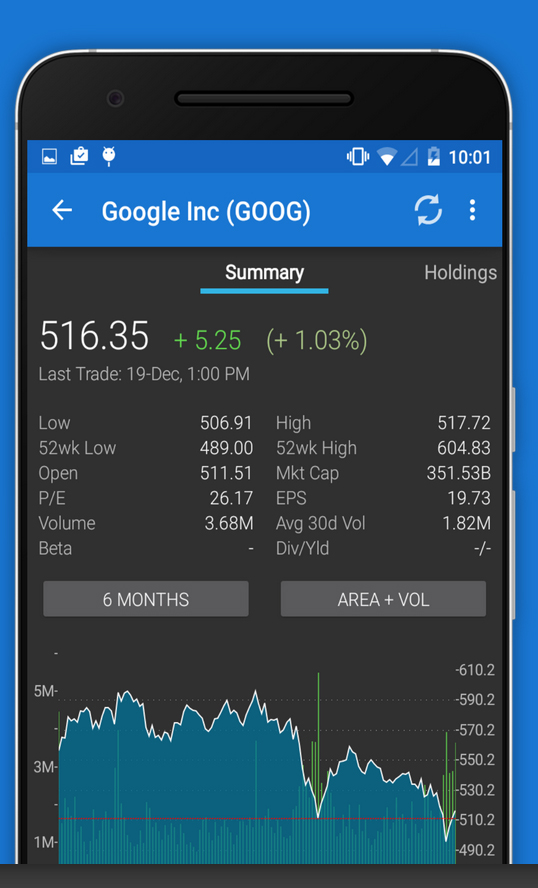 10:01
Google Inc (GOOG)
Summary Holdings
516.35 + 5.25 (+ 1.03%)
Last Trade: 19-Dec, 1:00 PM
Low 506.91 High 517.72
52wk Low 489.00 52wk High 604.83
Open 511.51 Mkt Cap 351.53B
P/E 26.17 EPS 19.73
Volume 3.68M Avg 30d Vol 1.82M
Beta - Div/Yld -/-
6 MONTHS AREA + VOL
-610.2
5M- -590.2
-570.2
3M- -550.2
-530.2
-510.2
1M- -490.2